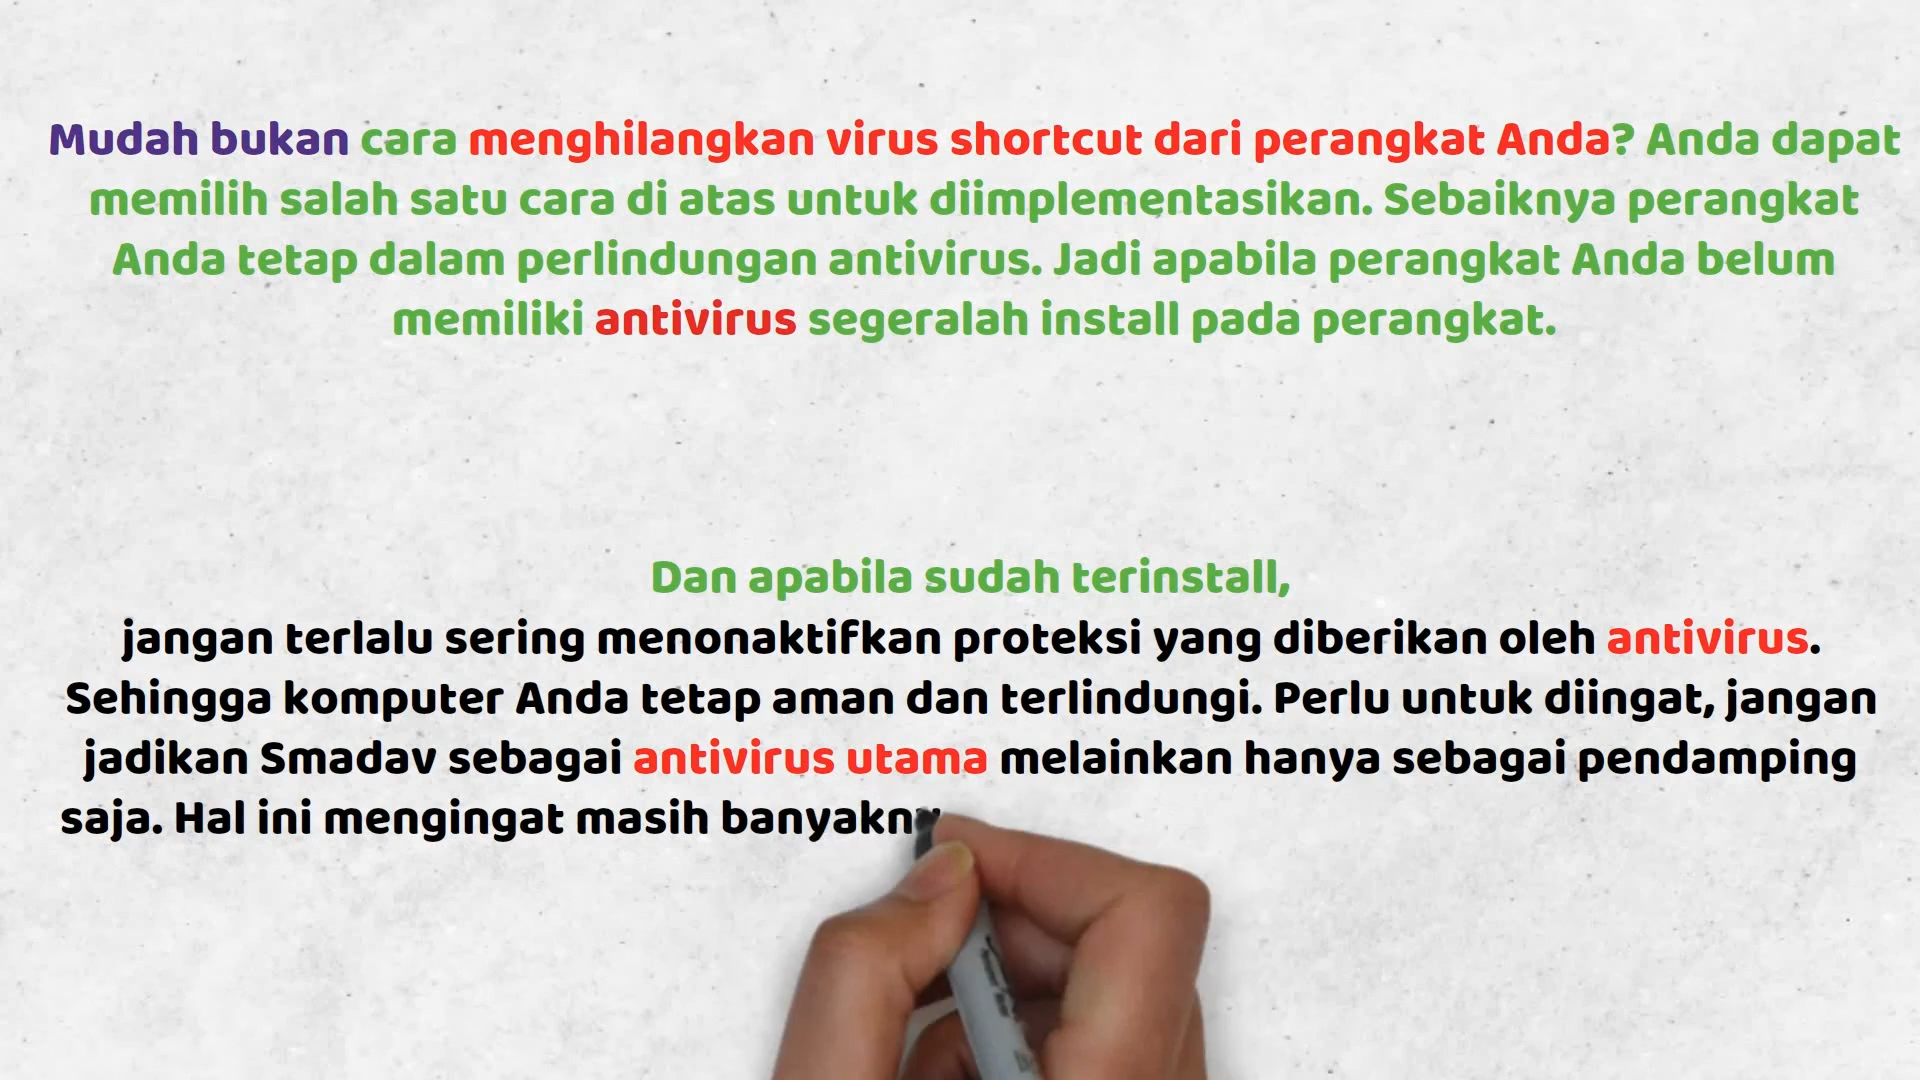 Mudah bukan cara menghilangkan virus shortcut dari perangkat Anda? Anda dapat
memilih salah satu cara di atas untuk diimplementasikan. Sebaiknya perangkat
Anda tetap dalam perlindungan antivirus. Jadi apabila perangkat Anda belum
memiliki antivirus segeralah install pada perangkat.
Dan apabila sudah terinstall,
jangan terlalu sering menonaktifkan proteksi yang diberikan oleh antivirus.
Sehingga komputer Anda tetap aman dan terlindungi. Perlu untuk diingat, jangan
jadikan Smadav sebagai antivirus utama melainkan hanya sebagai pendamping
saja. Hal ini mengingat masih